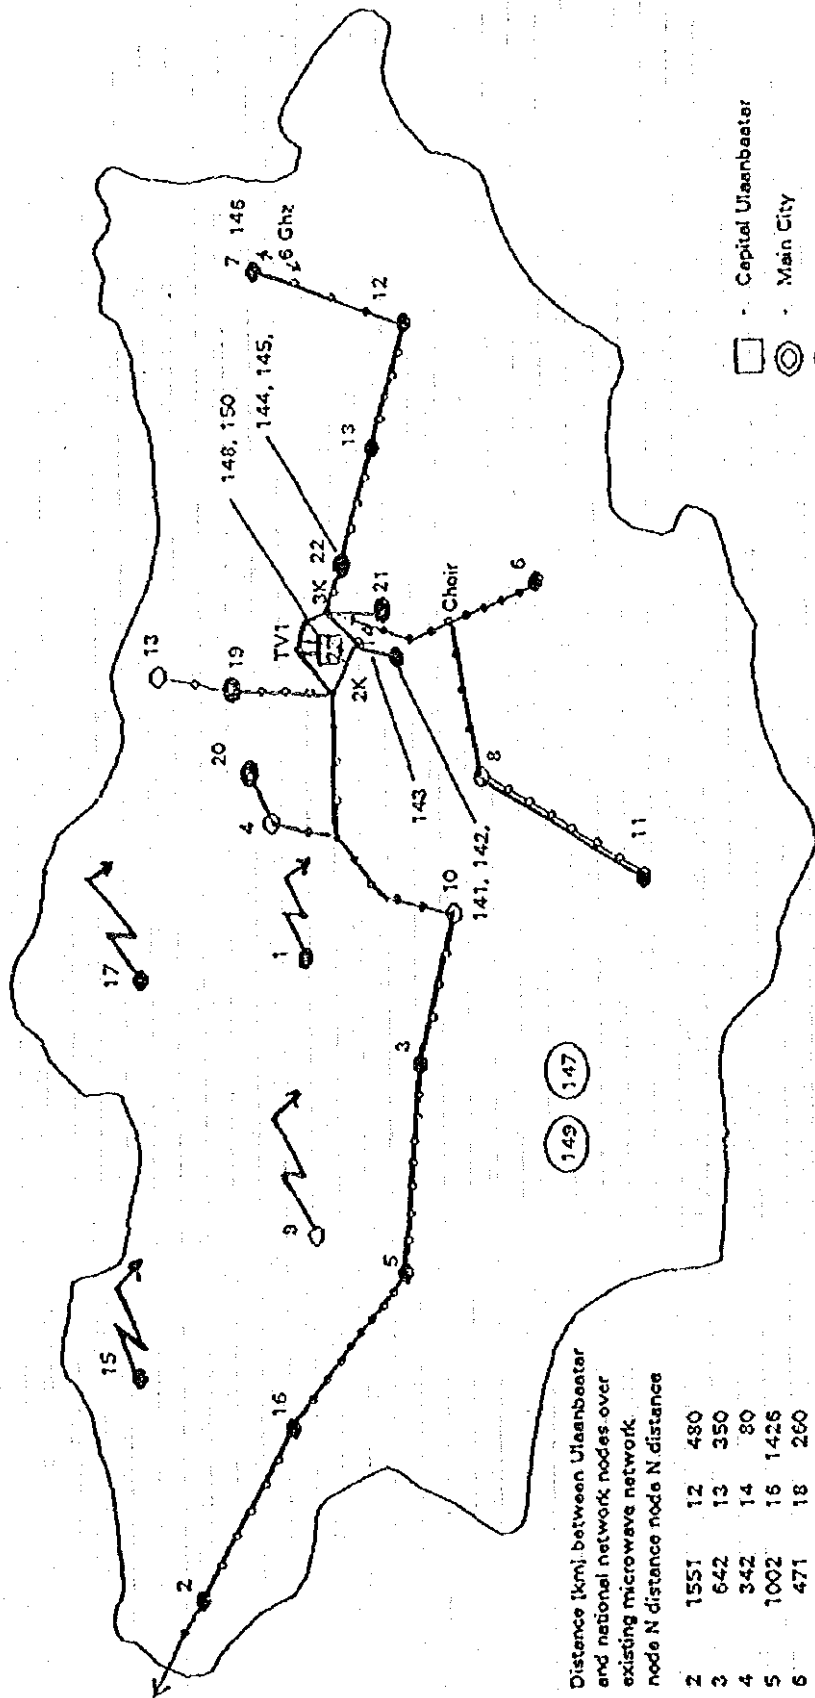 15
17
13
19
20
4
1
9
TV1
148, 150
144, 145,
7 146
6 Ghz
12
13
22
3K
21
14
2K
143
Choir
6
8
11
10
141, 142,
3
5
16
2
149
147
Capital Ulaanbaatar
Main City
Distance [km] between Ulaanbaatar
and national network nodes over
existing microwave network
node N distance node N distance
2 1551 12 480
3 642 13 350
4 342 14 80
5 1002 16 1426
6 471 18 260